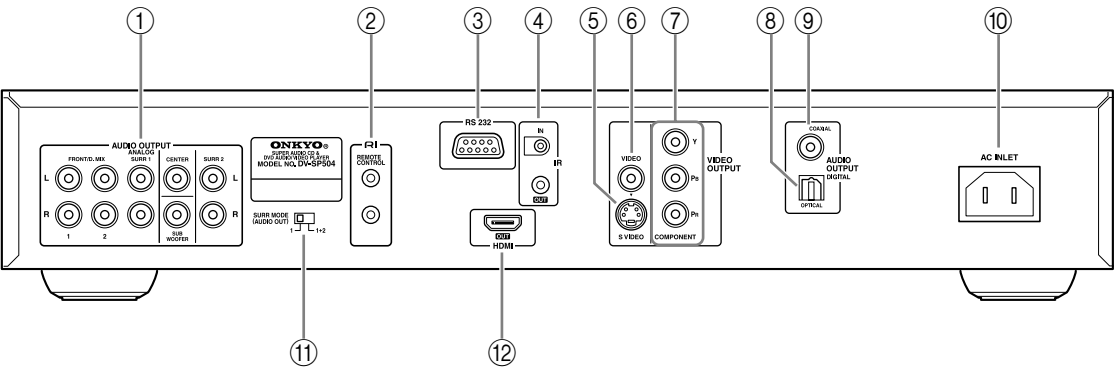 ① ② ③ ④ ⑤ ⑥ ⑦ ⑧ ⑨ ⑩
AUDIO OUTPUT
ANALOG
FRONT/D. MIX SURR 1 CENTER SURR 2
L L
R R
1 2 SUB
WOOFER
ONKYO®
SUPER AUDIO CD &
DVD AUDIO/VIDEO PLAYER
MODEL NO. DV-SP504
SURR MODE
(AUDIO OUT)
1 1+2
RI
REMOTE
CONTROL
RS 232
IN
IR
OUT
OUT
HDMI
VIDEO
S VIDEO
Y
PB
PR
COMPONENT
VIDEO
OUTPUT
COAXIAL
AUDIO
OUTPUT
DIGITAL
OPTICAL
AC INLET
⑪ ⑫